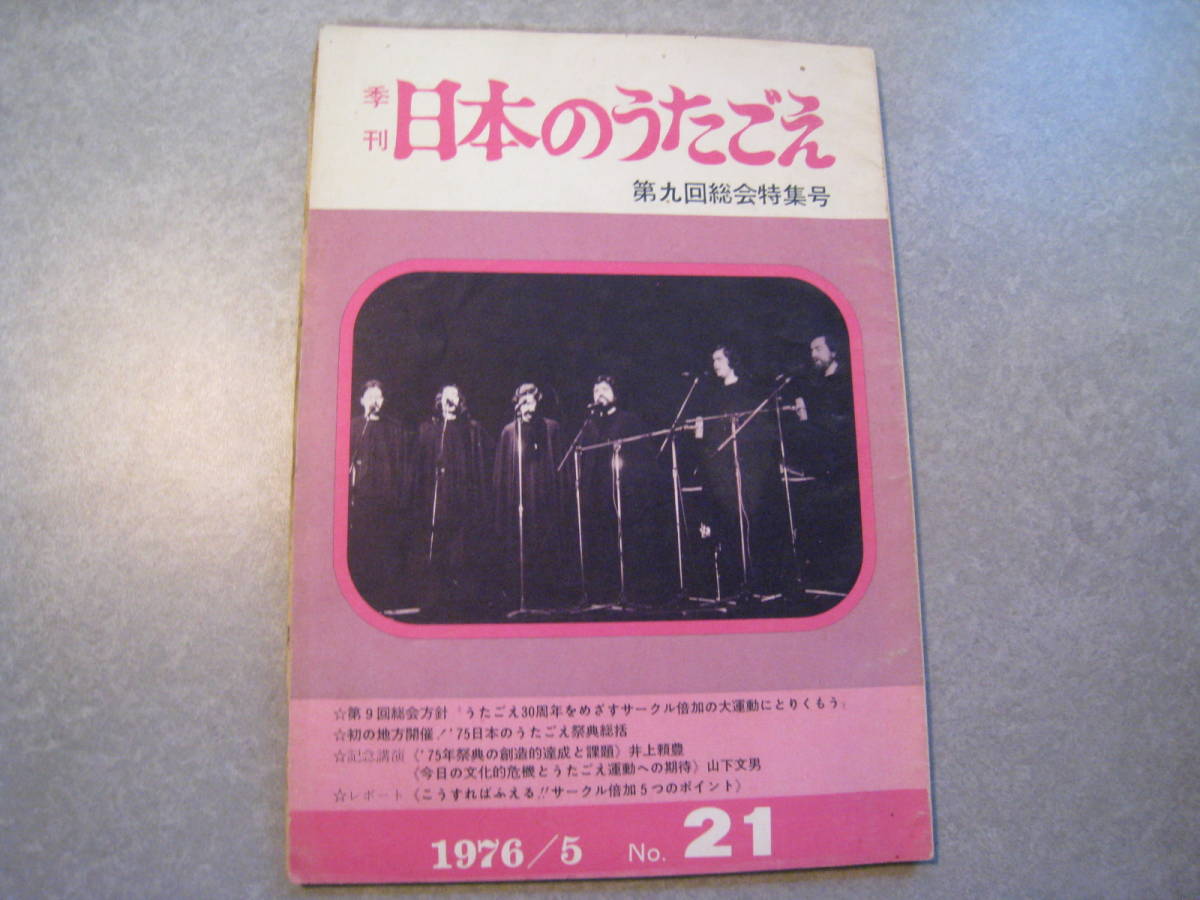 季刊 日本のうたごえ
第九回総会特集号
☆第9回総会方針「うたごえ30周年をめざすサークル倍加の大運動にとりくもう」
☆初の地方開催!'75日本のうたごえ祭典総括
☆記念講演《'75年祭典の創造的達成と課題》井上頼豊
《今日の文化的危機とうたごえ運動への期待》山下文男
☆レポート《こうすればふえる!!サークル倍加5つのポイント》
1976/5 No. 21